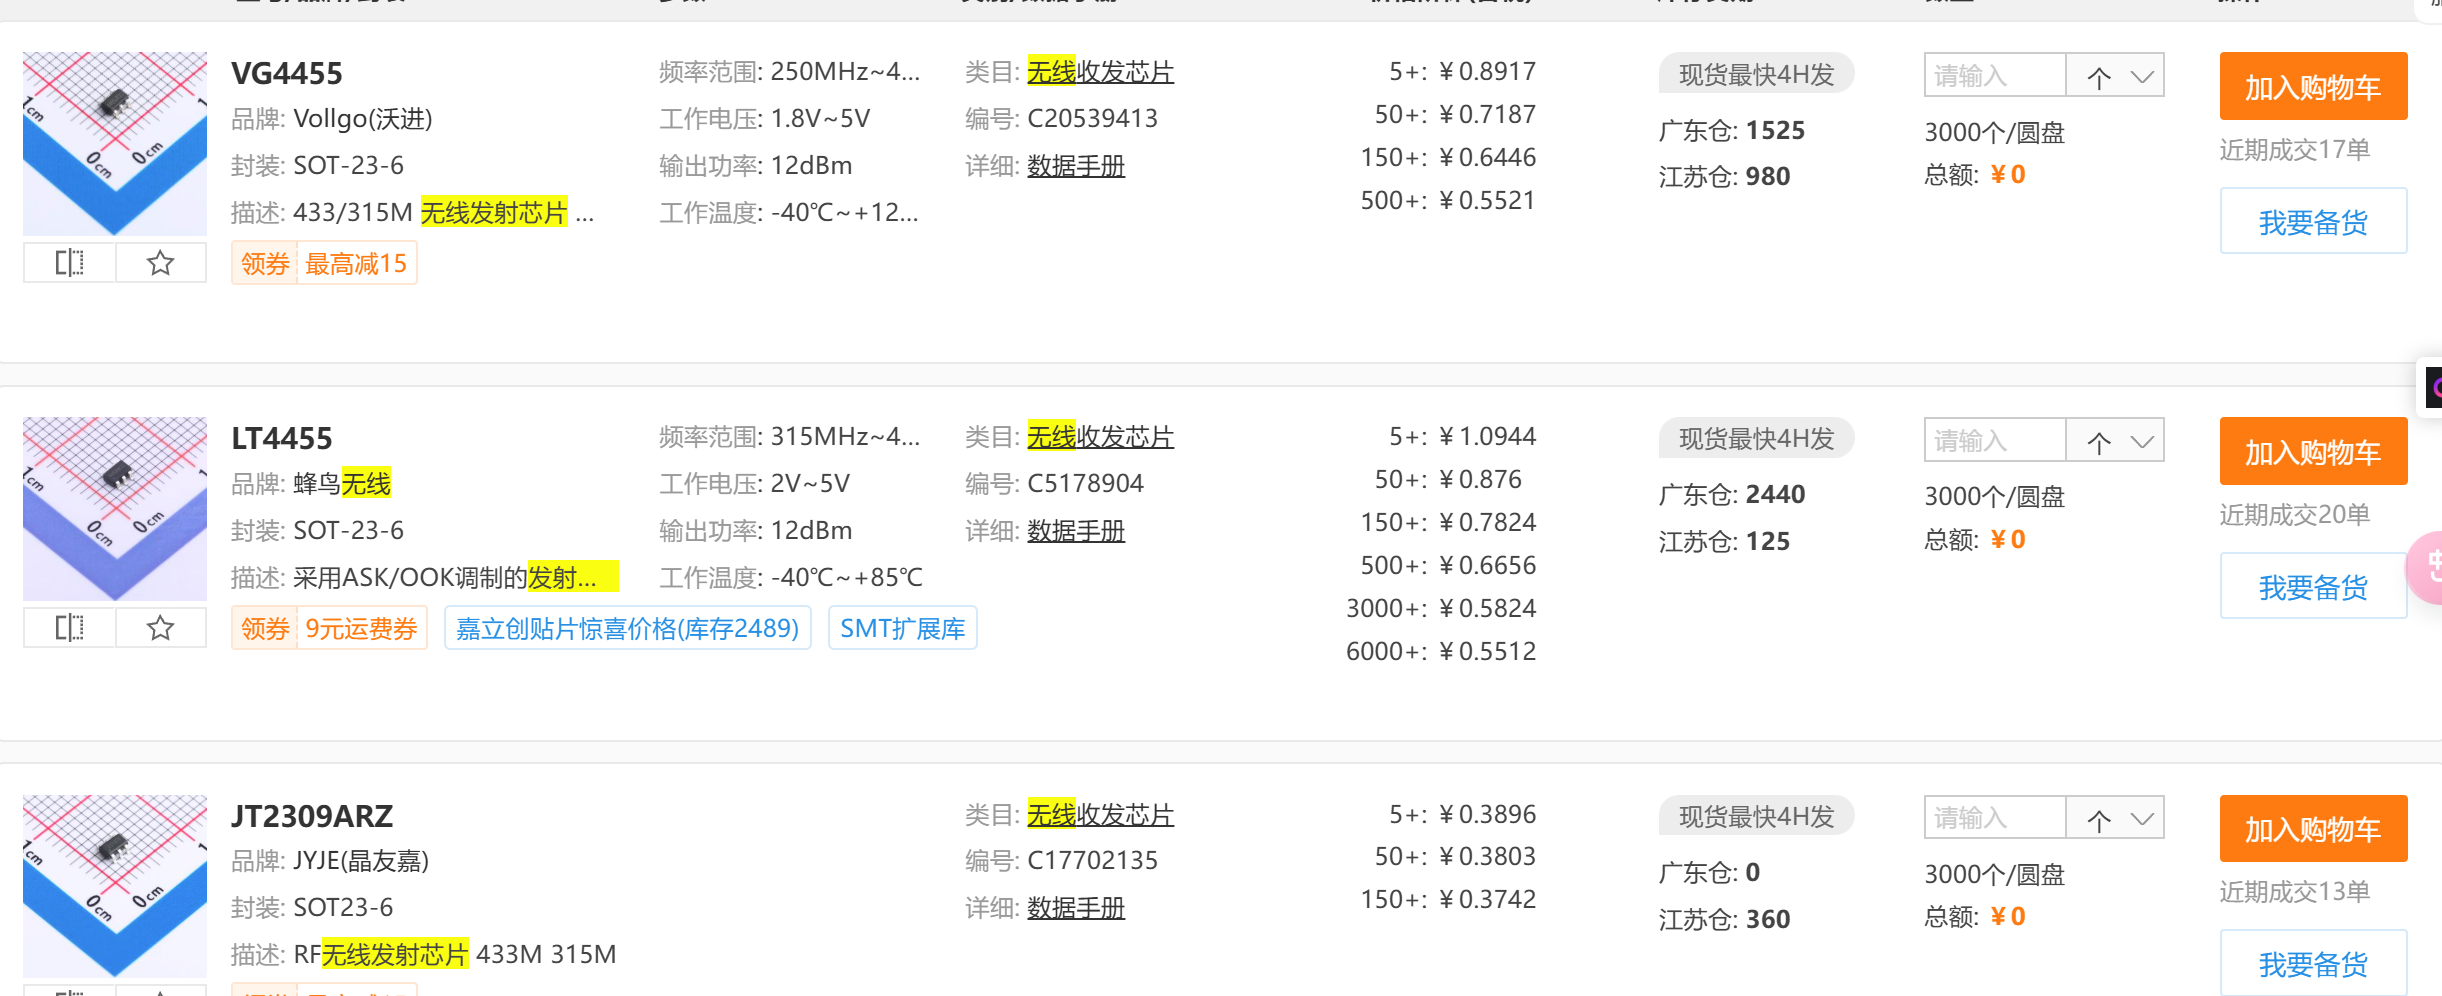 VG4455
品牌: Vollgo(沃进)
封装: SOT-23-6
描述: 433/315M 无线发射芯片 ...
领券 最高减15
频率范围: 250MHz~4...
工作电压: 1.8V~5V
输出功率: 12dBm
工作温度: -40℃~+12...
类目: 无线收发芯片
编号: C20539413
详细: 数据手册
5+: ￥0.8917
50+: ￥0.7187
150+: ￥0.6446
500+: ￥0.5521
现货最快4H发
广东仓: 1525
江苏仓: 980
请输入 个
3000个/圆盘
总额: ￥0
加入购物车
近期成交17单
我要备货
LT4455
品牌: 蜂鸟无线
封装: SOT-23-6
描述: 采用ASK/OOK调制的发射...
领券 9元运费券 嘉立创贴片惊喜价格(库存2489) SMT扩展库
频率范围: 315MHz~4...
工作电压: 2V~5V
输出功率: 12dBm
工作温度: -40℃~+85℃
类目: 无线收发芯片
编号: C5178904
详细: 数据手册
5+: ￥1.0944
50+: ￥0.876
150+: ￥0.7824
500+: ￥0.6656
3000+: ￥0.5824
6000+: ￥0.5512
现货最快4H发
广东仓: 2440
江苏仓: 125
请输入 个
3000个/圆盘
总额: ￥0
加入购物车
近期成交20单
我要备货
JT2309ARZ
品牌: JYJE(晶友嘉)
封装: SOT23-6
描述: RF无线发射芯片 433M 315M
类目: 无线收发芯片
编号: C17702135
详细: 数据手册
5+: ￥0.3896
50+: ￥0.3803
150+: ￥0.3742
现货最快4H发
广东仓: 0
江苏仓: 360
请输入 个
3000个/圆盘
总额: ￥0
加入购物车
近期成交13单
我要备货